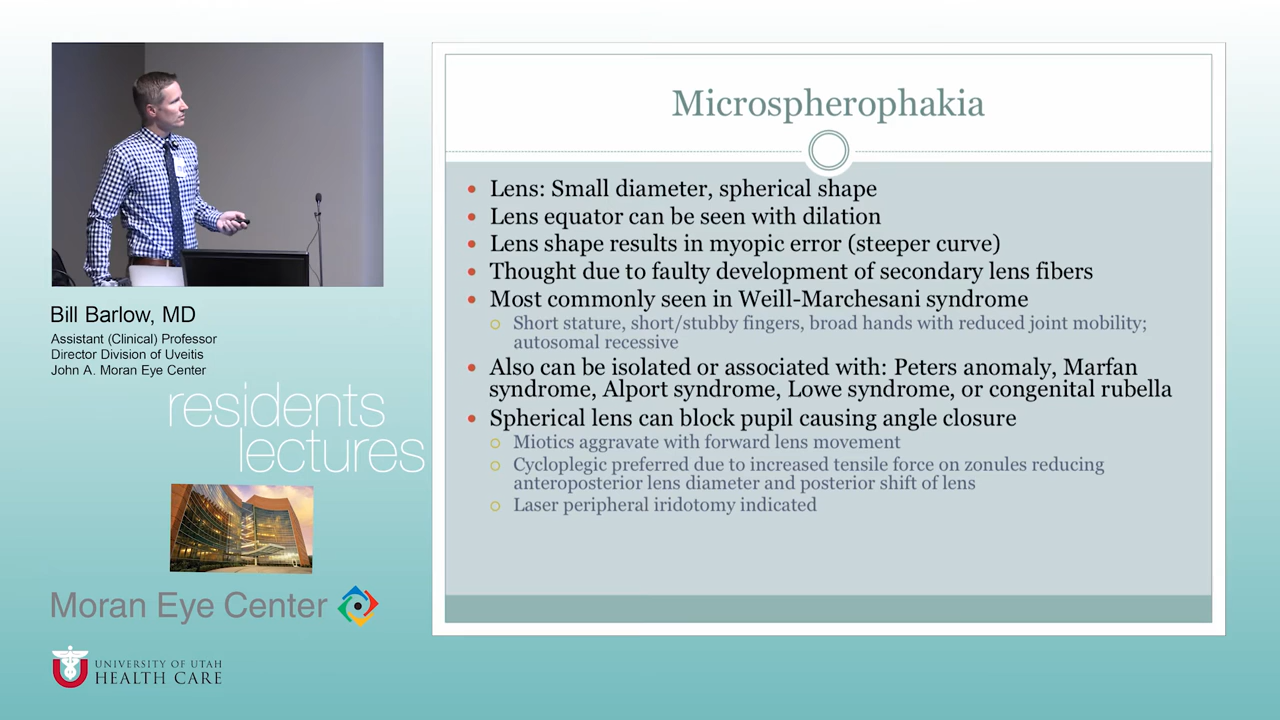 Bill Barlow, MD
Assistant (Clinical) Professor
Director Division of Uveitis
John A. Moran Eye Center
residents
lectures
Moran Eye Center
UNIVERSITY OF UTAH
HEALTH CARE
Microspherophakia
Lens: Small diameter, spherical shape
Lens equator can be seen with dilation
Lens shape results in myopic error (steeper curve)
Thought due to faulty development of secondary lens fibers
Most commonly seen in Weill-Marchesani syndrome
Short stature, short/stubby fingers, broad hands with reduced joint mobility;
autosomal recessive
Also can be isolated or associated with: Peters anomaly, Marfan
syndrome, Alport syndrome, Lowe syndrome, or congenital rubella
Spherical lens can block pupil causing angle closure
Miotics aggravate with forward lens movement
Cycloplegic preferred due to increased tensile force on zonules reducing
anteroposterior lens diameter and posterior shift of lens
Laser peripheral iridotomy indicated